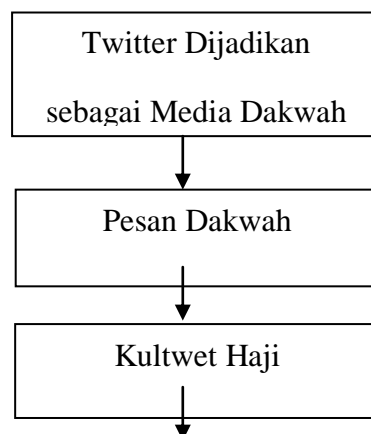 Twitter Dijadikan
sebagai Media Dakwah
Pesan Dakwah
Kultwet Haji